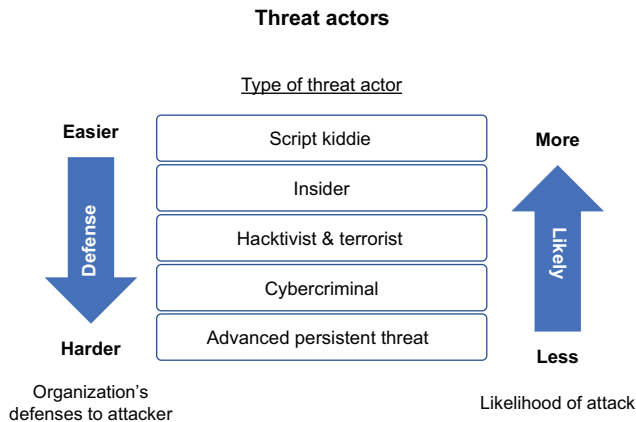 Threat actors
Type of threat actor
Easier
Script kiddie
More
Insider
Defense
Hacktivist & terrorist
Likely
Cybercriminal
Advanced persistent threat
Harder
Less
Organization’s
defenses to attacker
Likelihood of attack